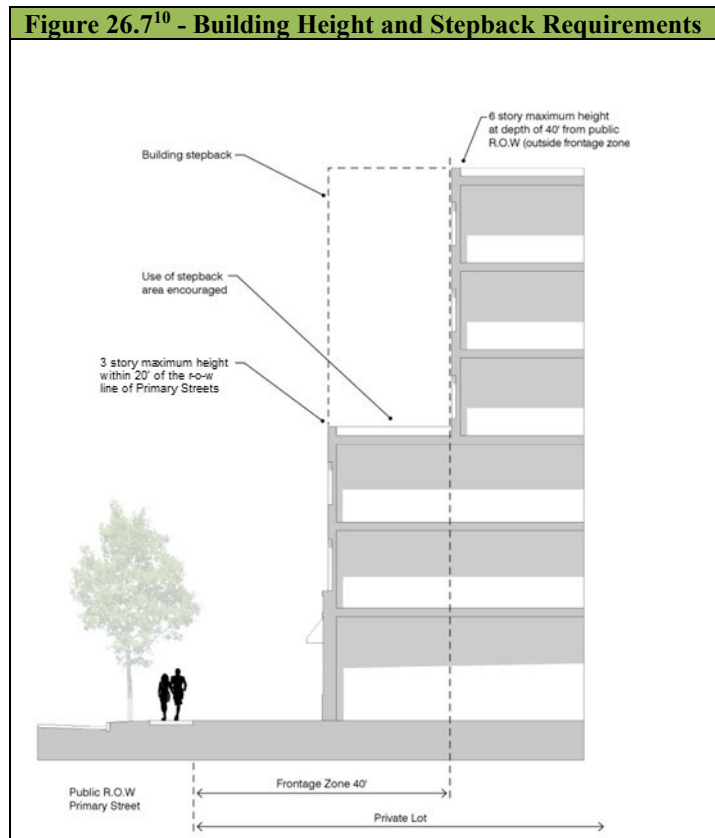 Figure 26.7¹⁰ - Building Height and Stepback Requirements
6 story maximum height
at depth of 40' from public
R.O.W (outside frontage zone
Building stepback
Use of stepback
area encouraged
3 story maximum height
within 20' of the r-o-w
line of Primary Streets
Public R.O.W
Primary Street
Frontage Zone 40'
Private Lot